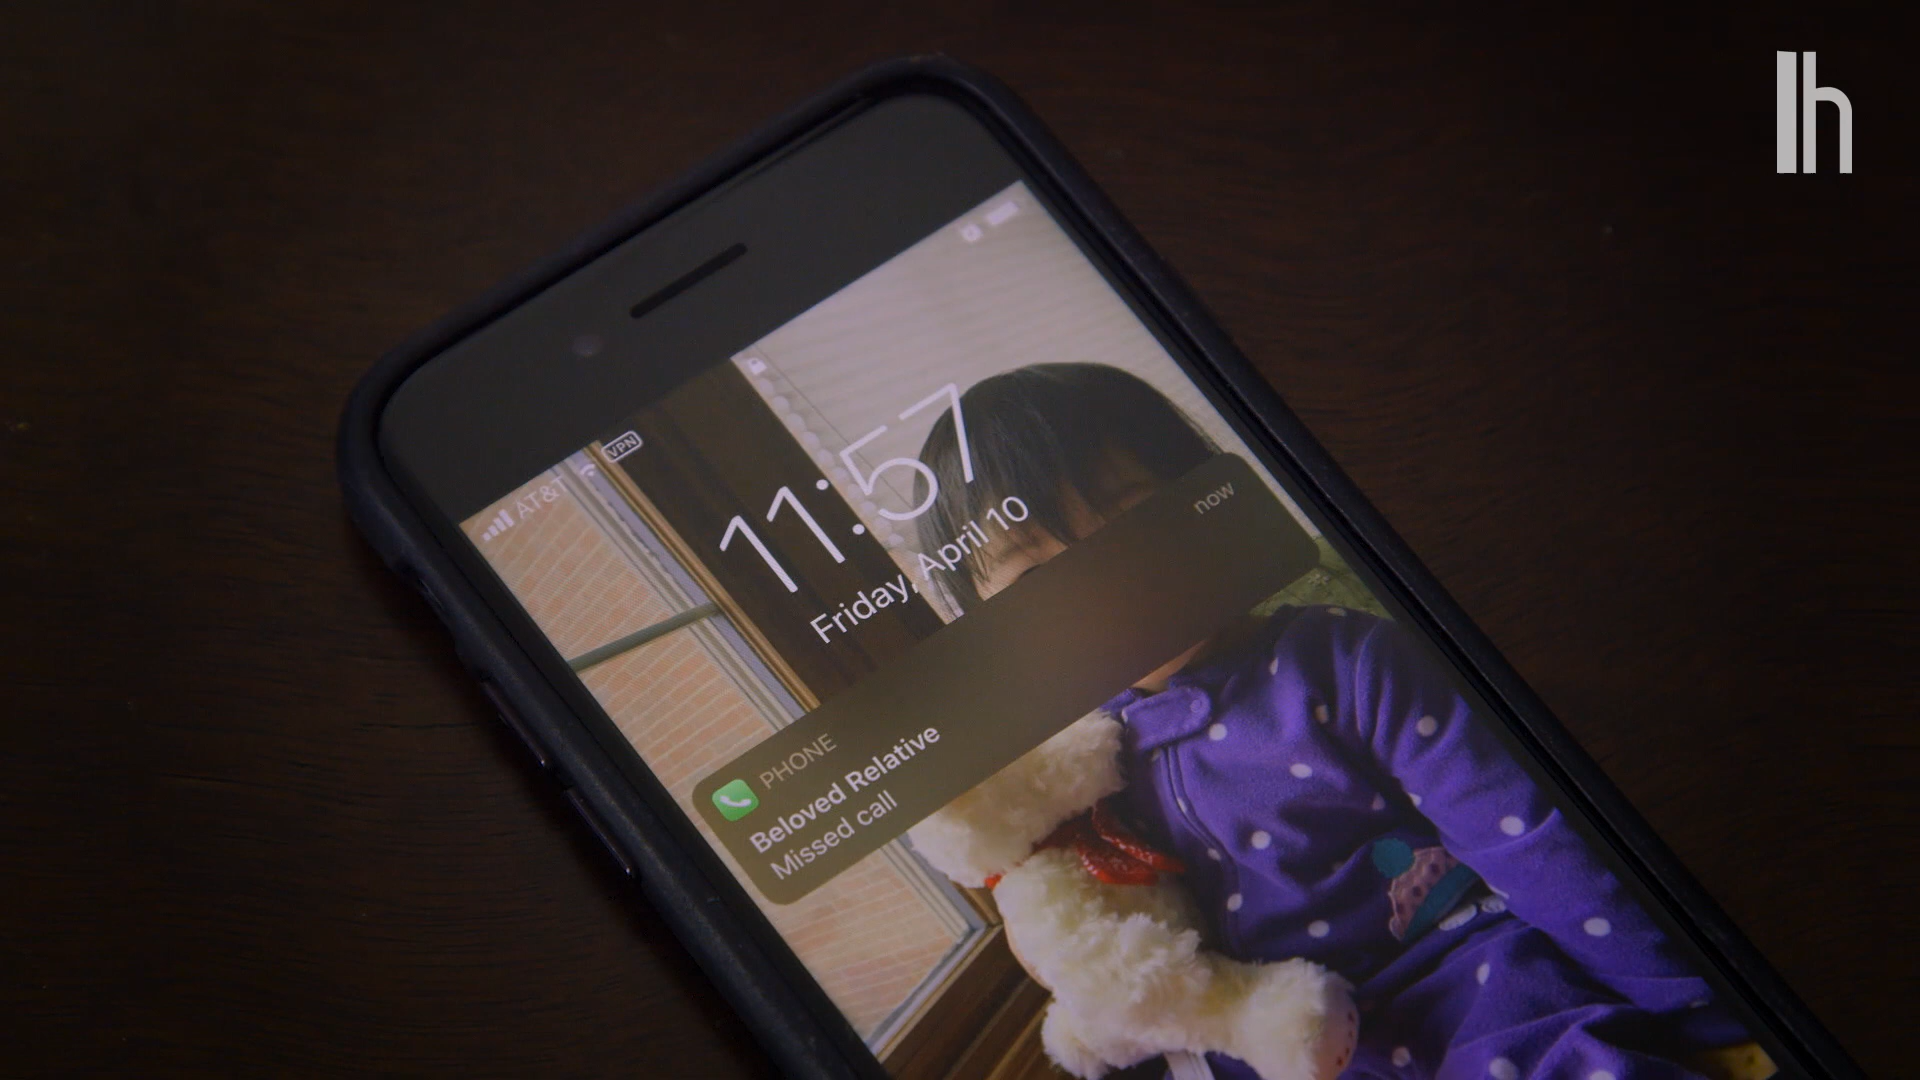 lh
AT&T VPN
11:57
Friday, April 10
PHONE now
Beloved Relative
Missed call